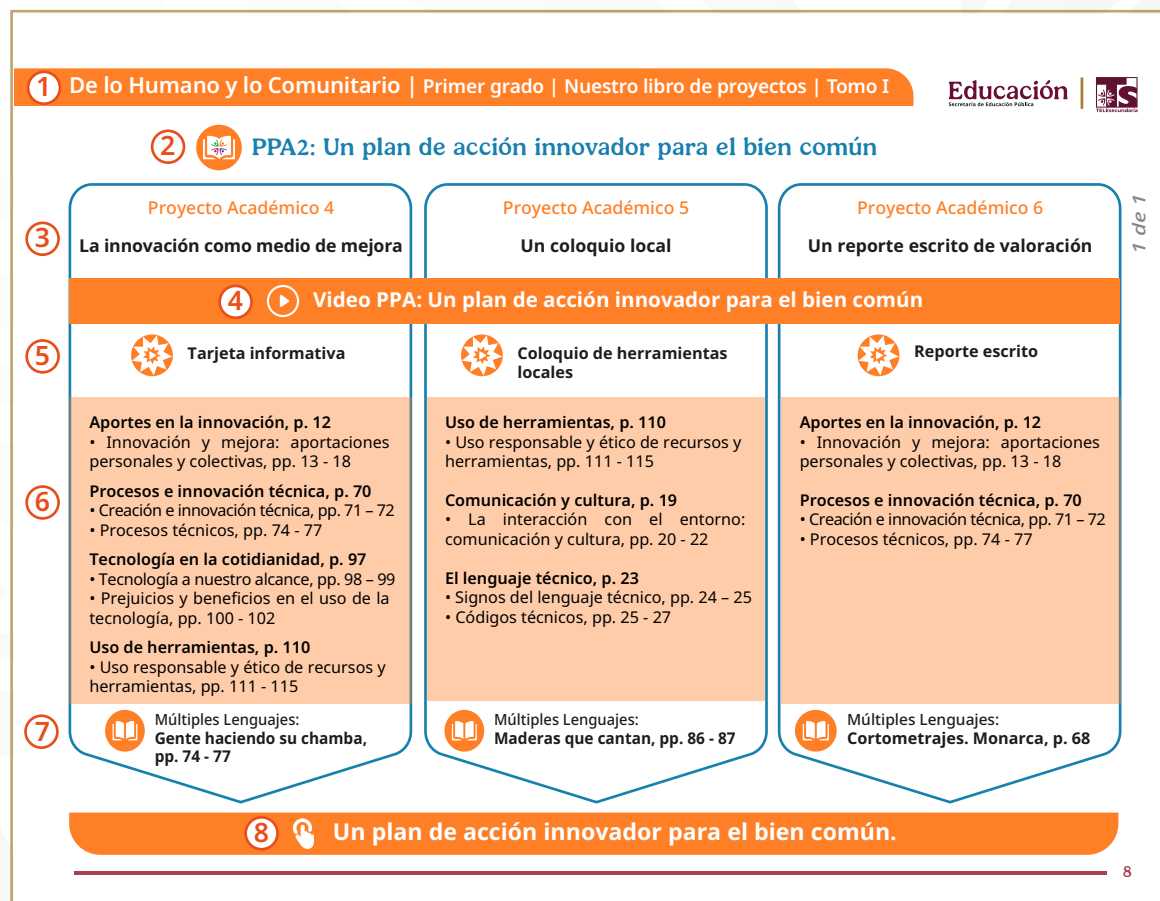 1 De lo Humano y lo Comunitario | Primer grado | Nuestro libro de proyectos | Tomo I
Educación
Secretaría de Educación Pública
TS
TELEsecundaria
2 PPA2: Un plan de acción innovador para el bien común
1 de 1
3
Proyecto Académico 4
La innovación como medio de mejora
Proyecto Académico 5
Un coloquio local
Proyecto Académico 6
Un reporte escrito de valoración
4 Video PPA: Un plan de acción innovador para el bien común
5
Tarjeta informativa
Coloquio de herramientas
locales
Reporte escrito
6
Aportes en la innovación, p. 12
• Innovación y mejora: aportaciones
personales y colectivas, pp. 13 - 18
Procesos e innovación técnica, p. 70
• Creación e innovación técnica, pp. 71 – 72
• Procesos técnicos, pp. 74 - 77
Tecnología en la cotidianidad, p. 97
• Tecnología a nuestro alcance, pp. 98 – 99
• Prejuicios y beneficios en el uso de la
tecnología, pp. 100 - 102
Uso de herramientas, p. 110
• Uso responsable y ético de recursos y
herramientas, pp. 111 - 115
Uso de herramientas, p. 110
• Uso responsable y ético de recursos y
herramientas, pp. 111 - 115
Comunicación y cultura, p. 19
• La interacción con el entorno:
comunicación y cultura, pp. 20 - 22
El lenguaje técnico, p. 23
• Signos del lenguaje técnico, pp. 24 – 25
• Códigos técnicos, pp. 25 - 27
Aportes en la innovación, p. 12
• Innovación y mejora: aportaciones
personales y colectivas, pp. 13 - 18
Procesos e innovación técnica, p. 70
• Creación e innovación técnica, pp. 71 – 72
• Procesos técnicos, pp. 74 - 77
7
Múltiples Lenguajes:
Gente haciendo su chamba,
pp. 74 - 77
Múltiples Lenguajes:
Maderas que cantan, pp. 86 - 87
Múltiples Lenguajes:
Cortometrajes. Monarca, p. 68
8 Un plan de acción innovador para el bien común.
8